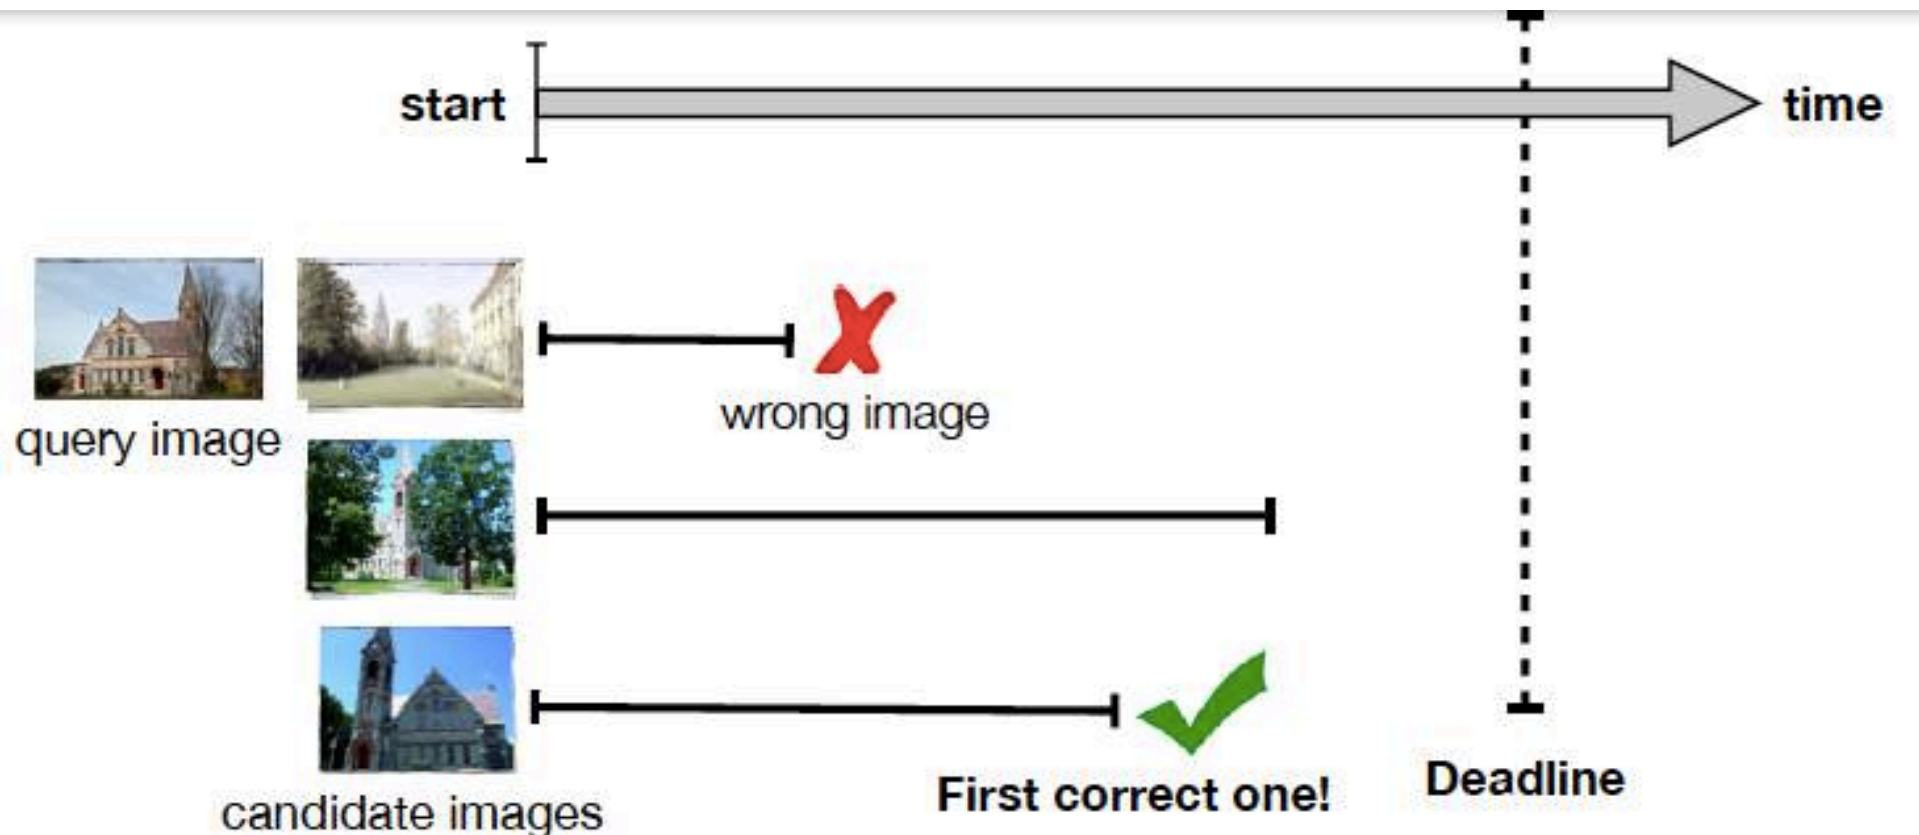 start
time
query image
wrong image
candidate images
First correct one!
Deadline